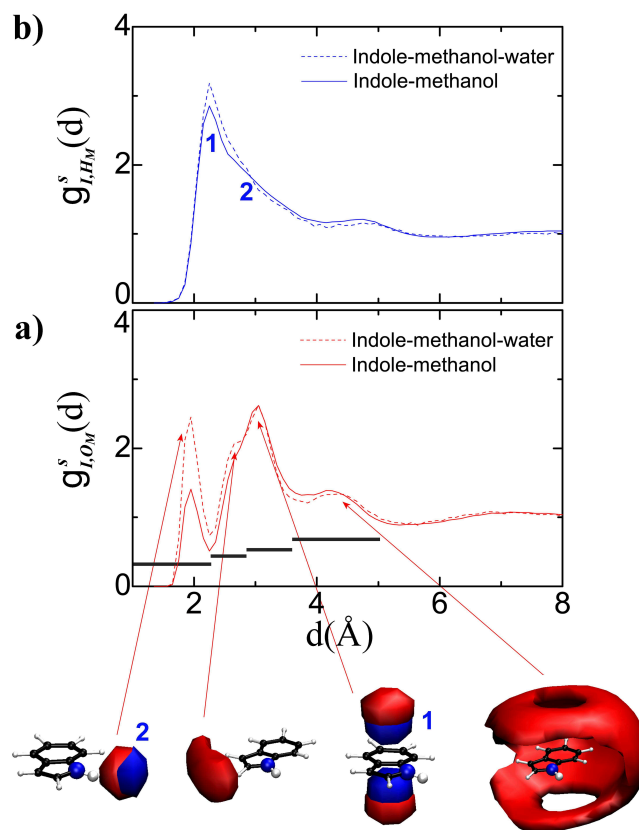 b)
4
2
0
g^s_{I,H_M}(d)
Indole-methanol-water
Indole-methanol
1
2
a)
4
2
0
g^s_{I,O_M}(d)
Indole-methanol-water
Indole-methanol
2 4 6 8
d(Å)
2
1